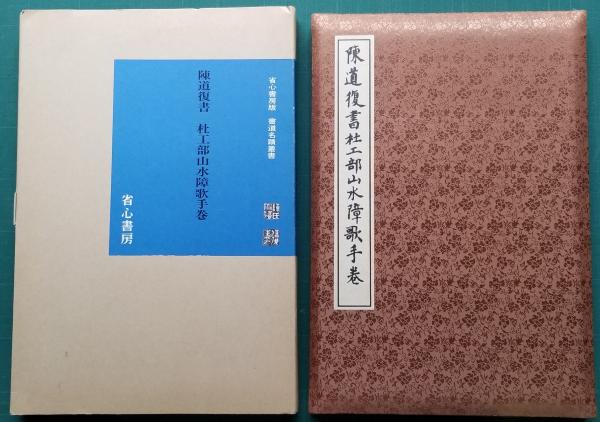 省心書房版　書道名蹟叢書
陳道復書　杜工部山水障歌手巻
省心書房
陳道復書杜工部山水障歌手卷